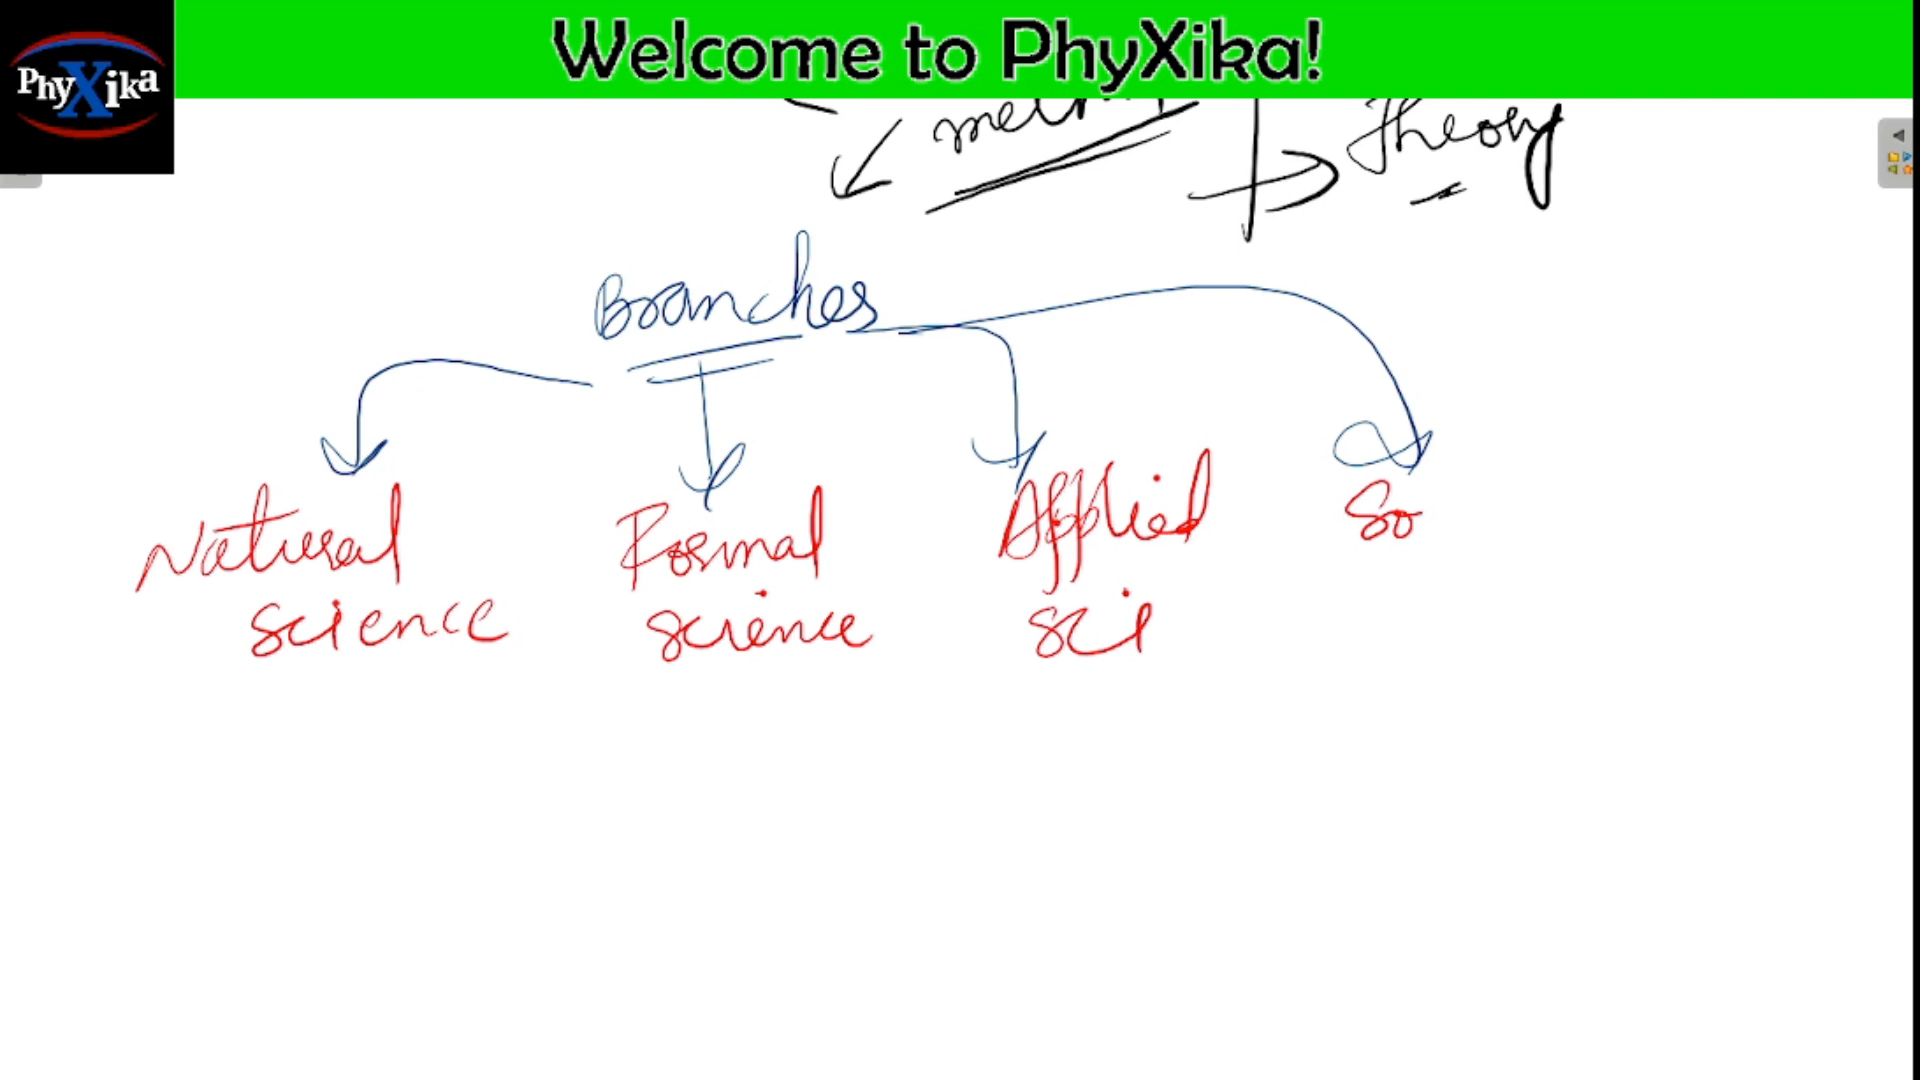 Welcome to PhyXika!
PhyXika
Theory
Branches
Natural science
Formal science
Applied sci
So